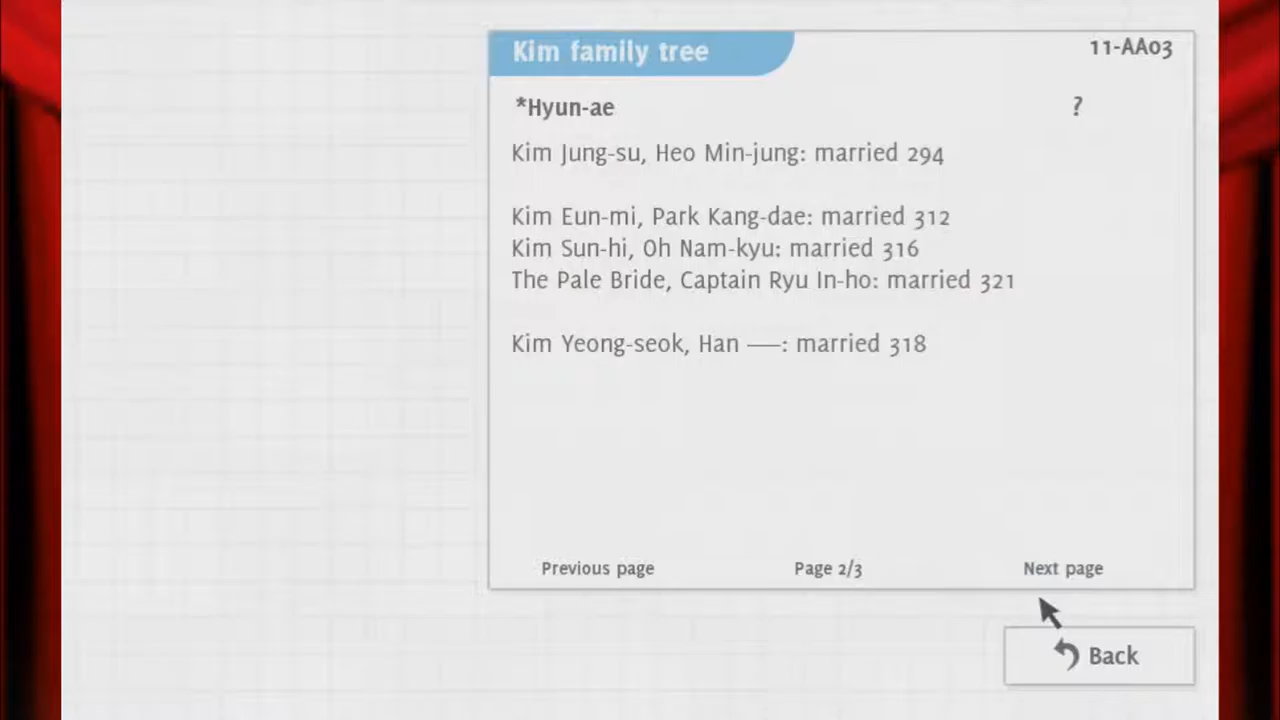 Kim family tree
11-AA03
*Hyun-ae ?
Kim Jung-su, Heo Min-jung: married 294
Kim Eun-mi, Park Kang-dae: married 312
Kim Sun-hi, Oh Nam-kyu: married 316
The Pale Bride, Captain Ryu In-ho: married 321
Kim Yeong-seok, Han ——: married 318
Previous page Page 2/3 Next page
Back